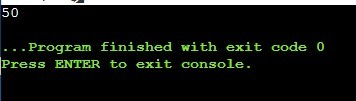 50
...Program finished with exit code 0
Press ENTER to exit console.